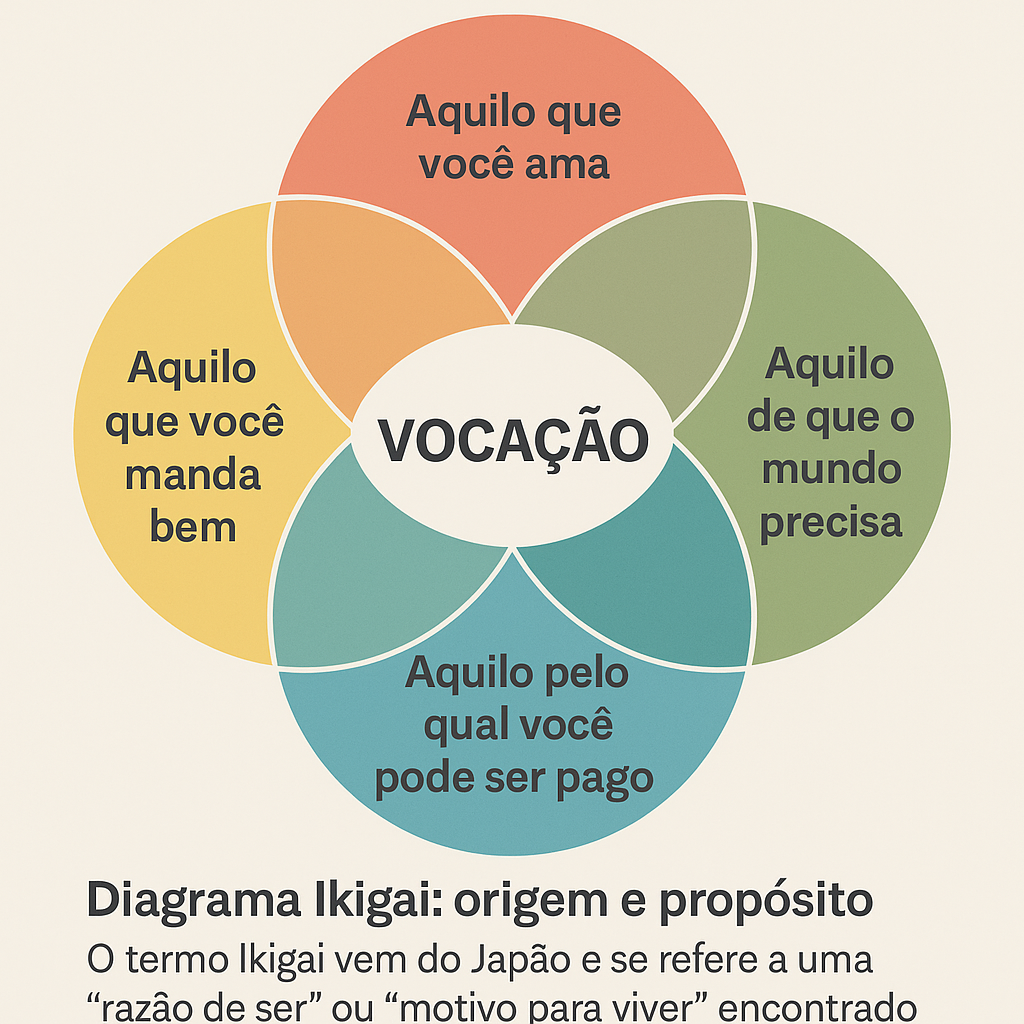 Aquilo que
você ama
Aquilo
que você
manda
bem
VOCAÇÃO
Aquilo
de que o
mundo
precisa
Aquilo pelo
qual você
pode ser pago
Diagrama Ikigai: origem e propósito
O termo Ikigai vem do Japão e se refere a uma
“razão de ser” ou “motivo para viver” encontrado